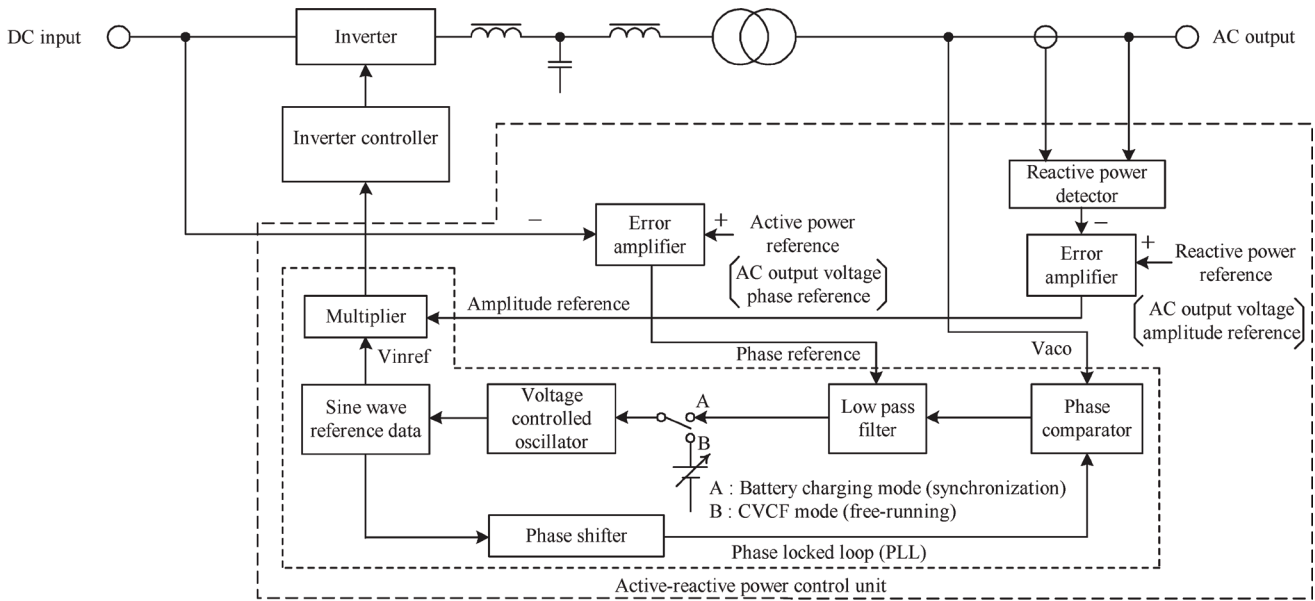 DC input
Inverter
AC output
Inverter controller
Reactive power
detector
−
Error
amplifier
+
Active power
reference
(AC output voltage
phase reference)
−
Error
amplifier
+
Reactive power
reference
(AC output voltage
amplitude reference)
Multiplier
Amplitude reference
Vinref
Phase reference
Vaco
Sine wave
reference data
Voltage
controlled
oscillator
A
B
Low pass
filter
Phase
comparator
A : Battery charging mode (synchronization)
B : CVCF mode (free-running)
Phase shifter
Phase locked loop (PLL)
Active-reactive power control unit